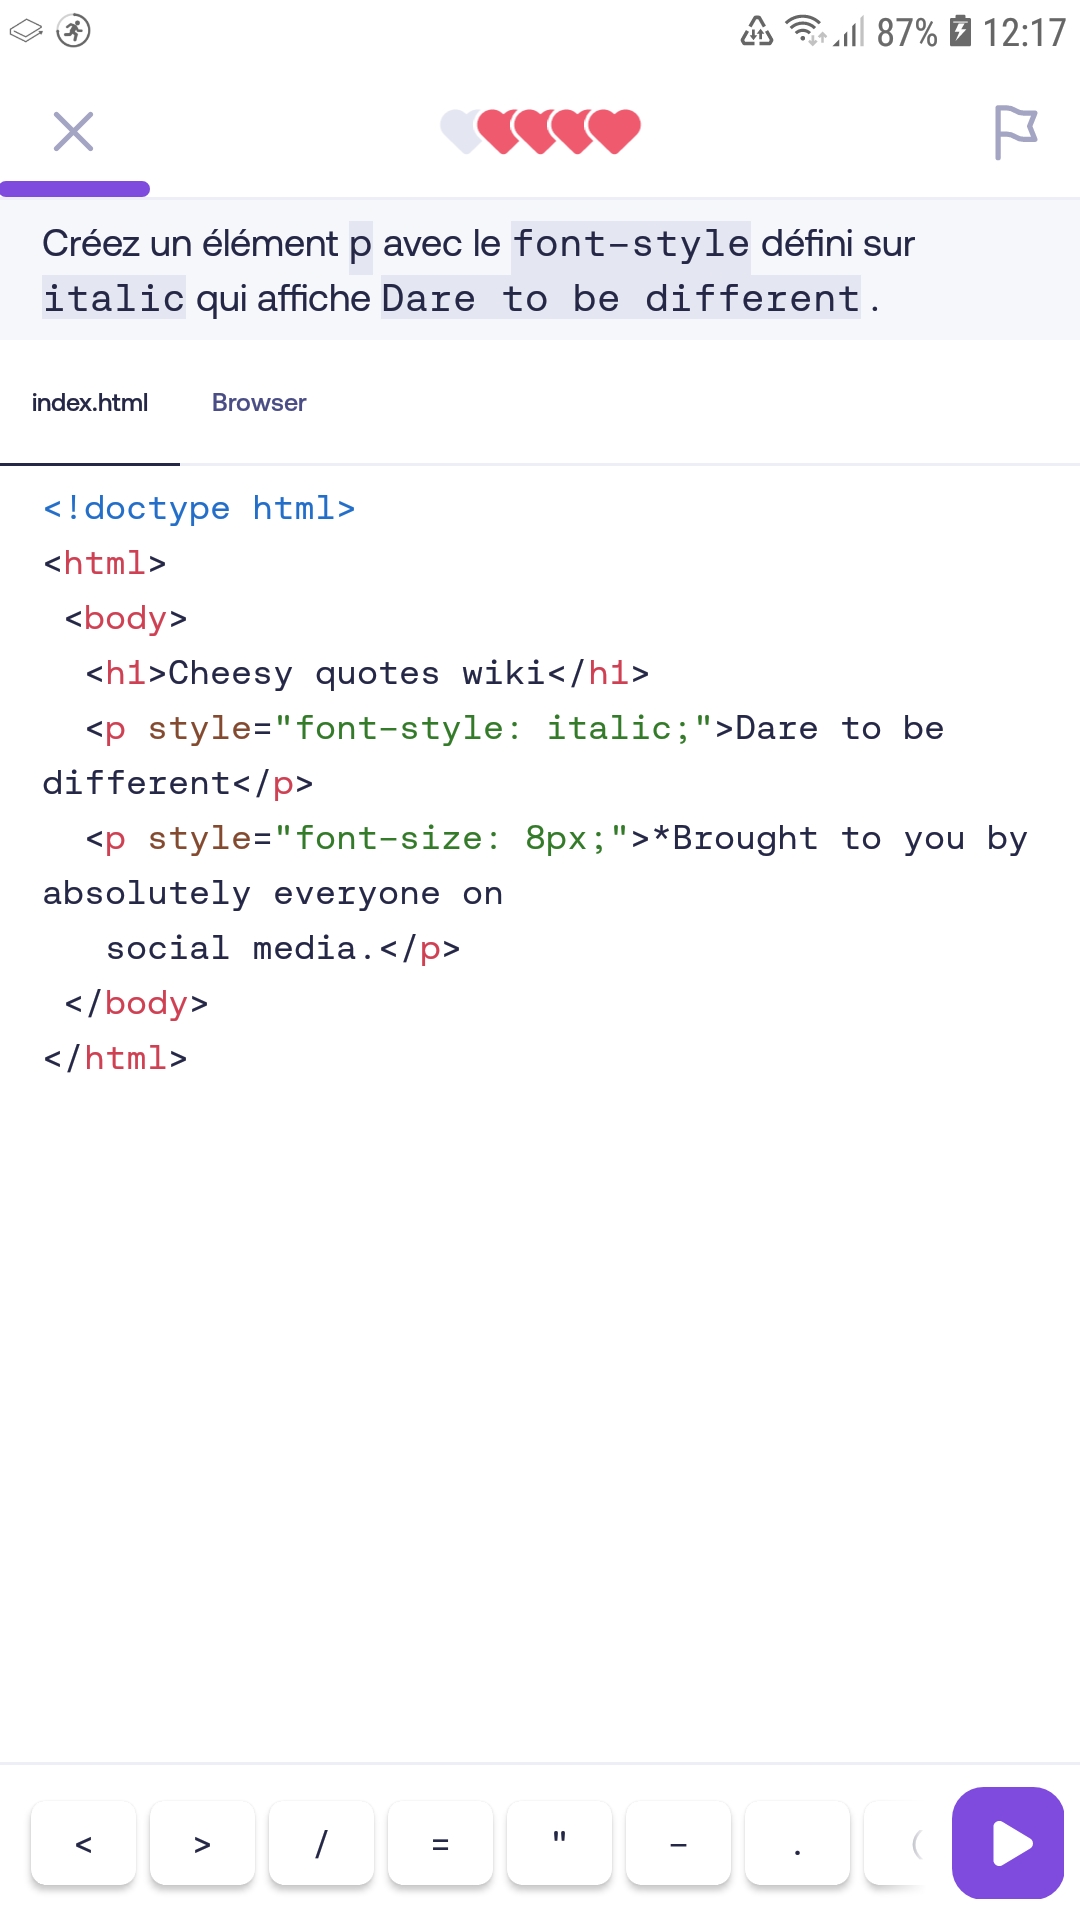 87% 12:17
Créez un élément p avec le font-style défini sur
italic qui affiche Dare to be different .
index.html Browser
<!doctype html>
<html>
 <body>
  <h1>Cheesy quotes wiki</h1>
  <p style="font-style: italic;">Dare to be
different</p>
  <p style="font-size: 8px;">*Brought to you by
absolutely everyone on
   social media.</p>
 </body>
</html>
< > / = " - . (